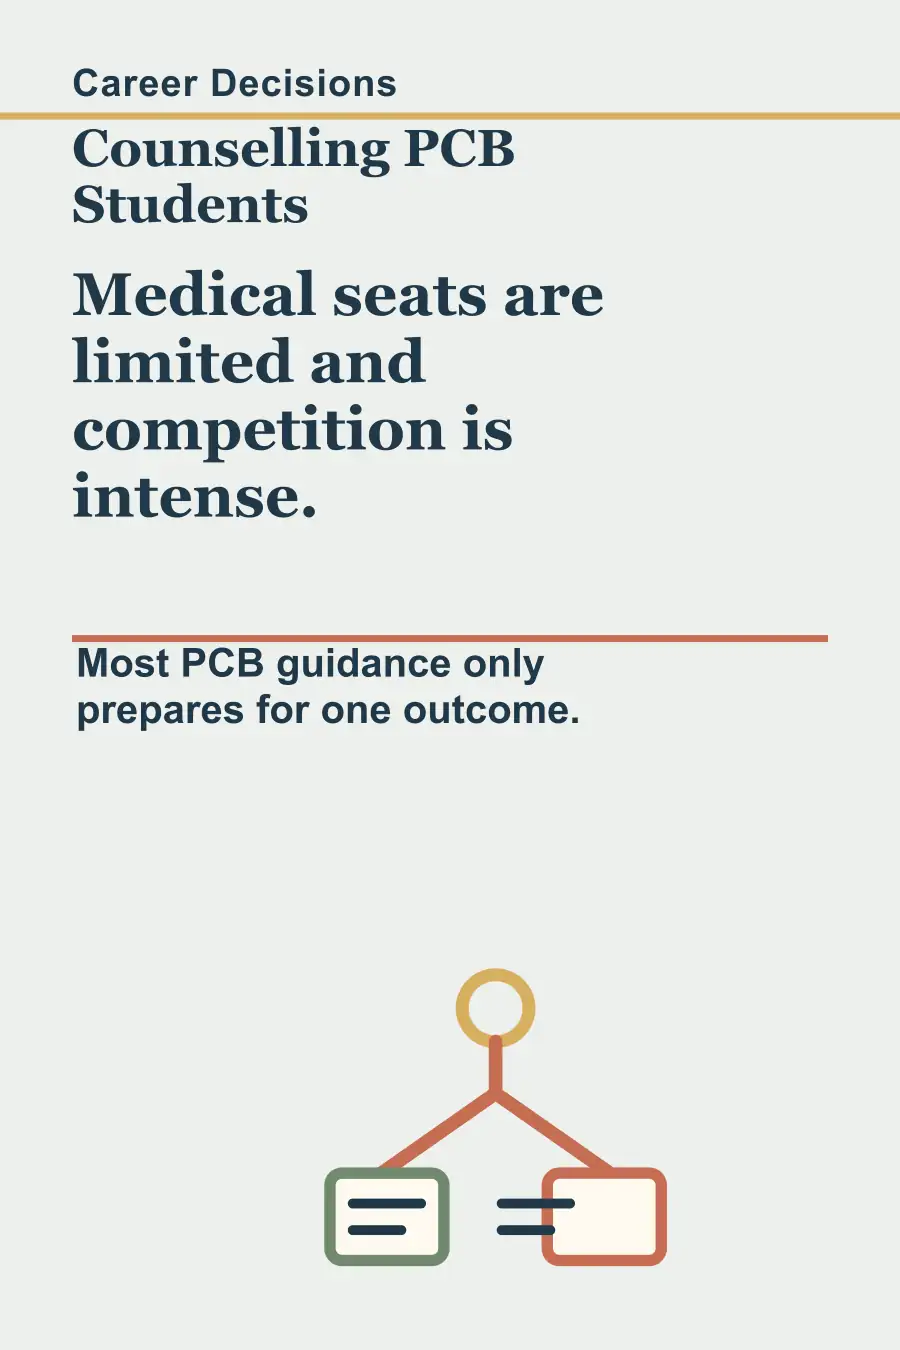 Career Decisions
Counselling PCB
Students
Medical seats are
limited and
competition is
intense.
Most PCB guidance only
prepares for one outcome.